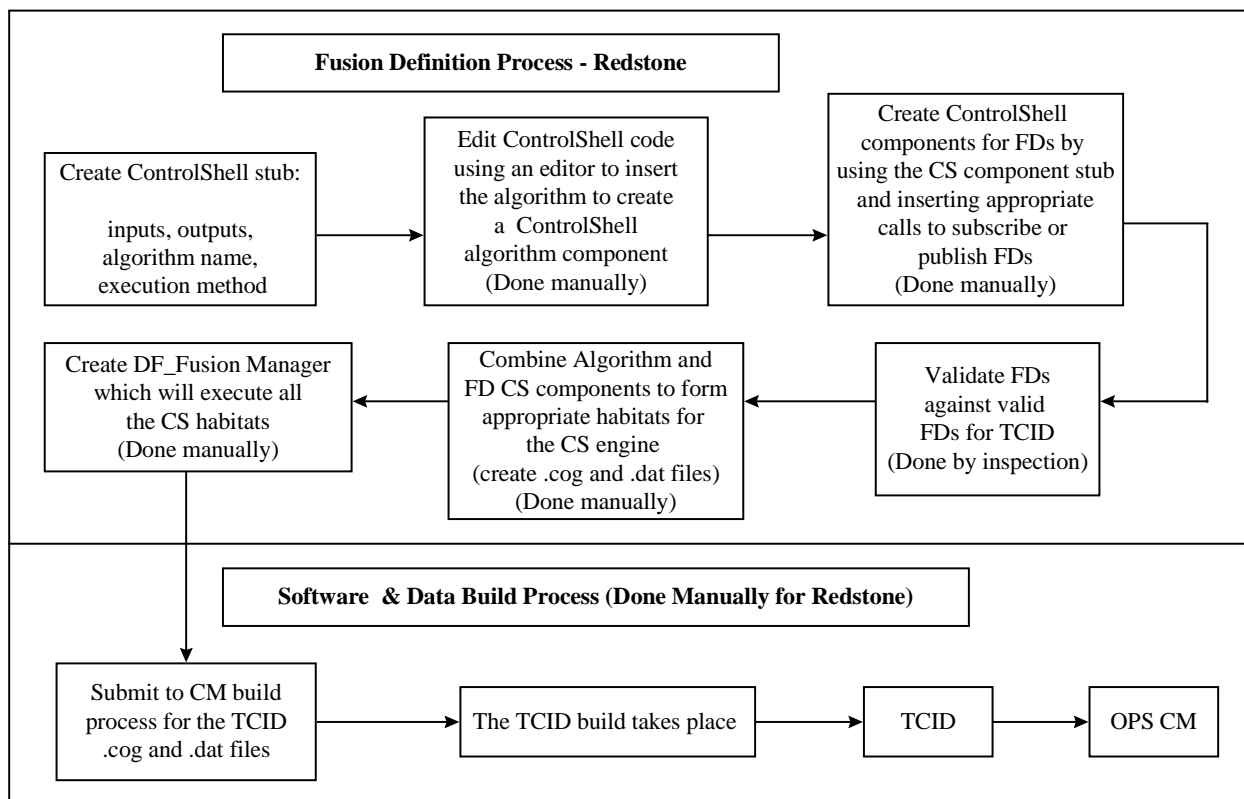 Fusion Definition Process - Redstone
Create ControlShell stub:
inputs, outputs,
algorithm name,
execution method
Edit ControlShell code
using an editor to insert
the algorithm to create
a ControlShell
algorithm component
(Done manually)
Create ControlShell
components for FDs by
using the CS component stub
and inserting appropriate
calls to subscribe or
publish FDs
(Done manually)
Validate FDs
against valid
FDs for TCID
(Done by inspection)
Combine Algorithm and
FD CS components to form
appropriate habitats for
the CS engine
(create .cog and .dat files)
(Done manually)
Create DF_Fusion Manager
which will execute all
the CS habitats
(Done manually)
Software & Data Build Process (Done Manually for Redstone)
Submit to CM build
process for the TCID
.cog and .dat files
The TCID build takes place
TCID
OPS CM